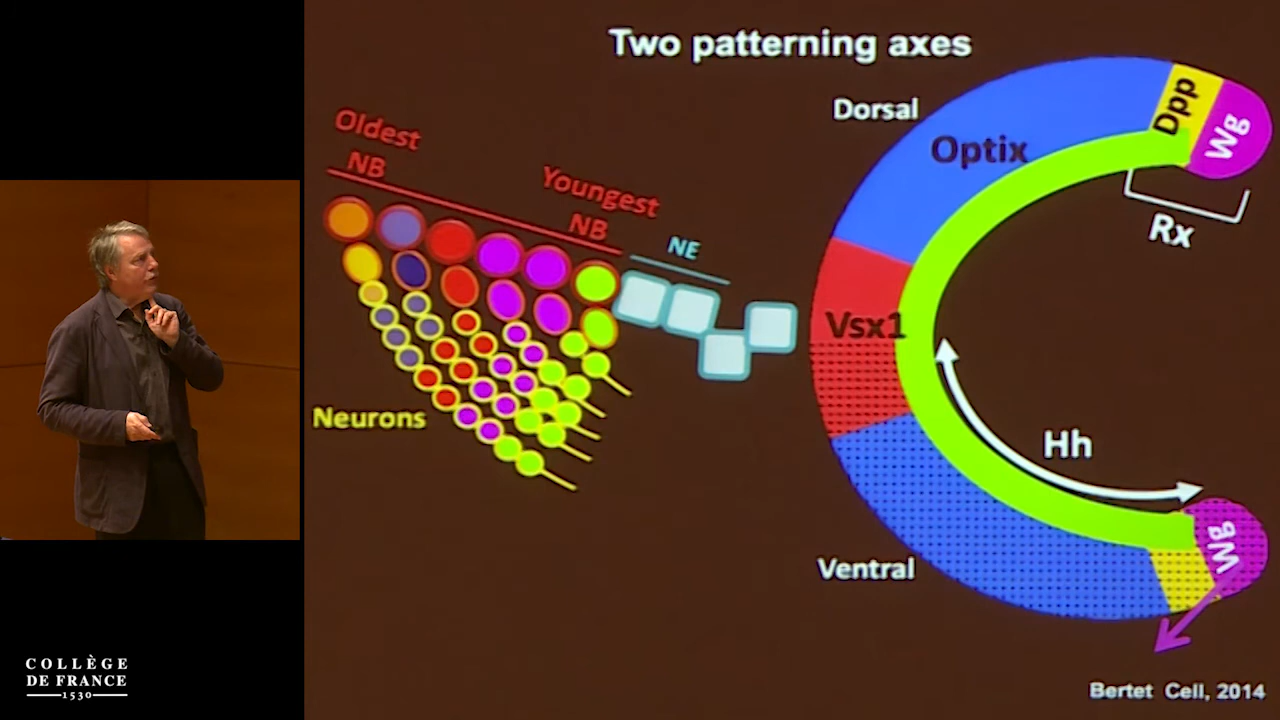 Two patterning axes
Oldest
NB
Youngest
NB
NE
Neurons
Dorsal
Optix
Dpp
Wg
Rx
Vsx1
Hh
Wg
Ventral
Bertet Cell, 2014
COLLÈGE
DE FRANCE
1530